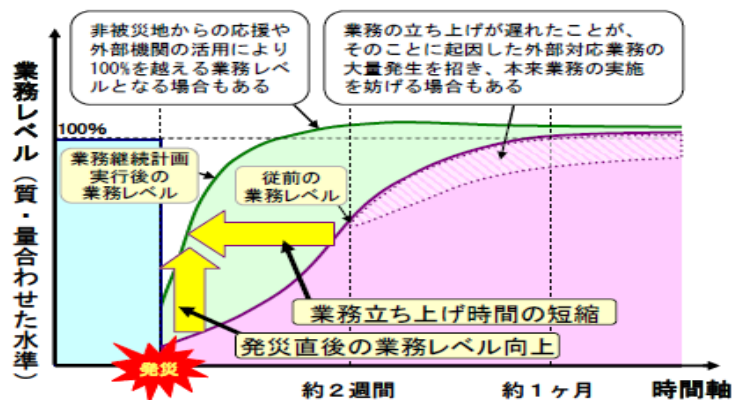 非被災地からの応援や
外部機関の活用により
100%を越える業務レベ
ルとなる場合もある
業務の立ち上げが遅れたことが、
そのことに起因した外部対応業務の
大量発生を招き、本来業務の実施
を妨げる場合もある
業務レベル（質・量合わせた水準）
100%
業務継続計画
実行後の
業務レベル
従前の
業務レベル
業務立ち上げ時間の短縮
発災直後の業務レベル向上
発災
約２週間
約１ヶ月
時間軸